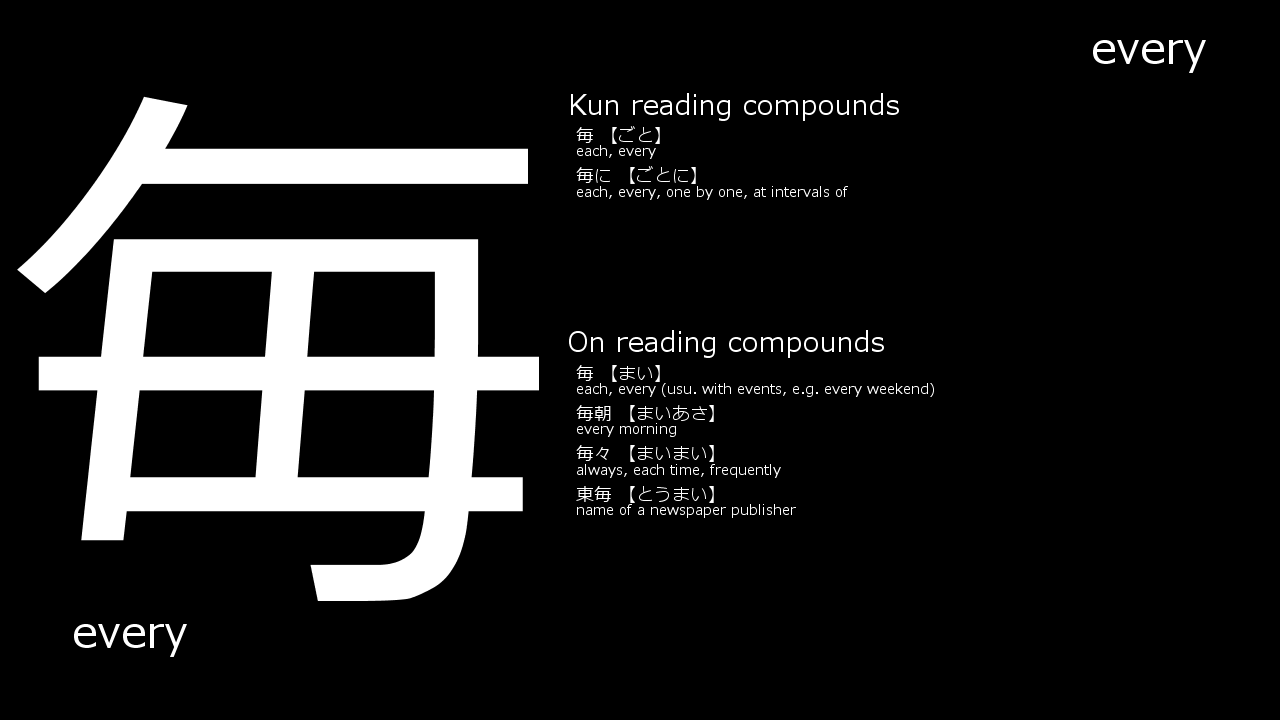 every
毎
Kun reading compounds
毎 【ごと】
each, every
毎に 【ごとに】
each, every, one by one, at intervals of
On reading compounds
毎 【まい】
each, every (usu. with events, e.g. every weekend)
毎朝 【まいあさ】
every morning
毎々 【まいまい】
always, each time, frequently
東毎 【とうまい】
name of a newspaper publisher
every